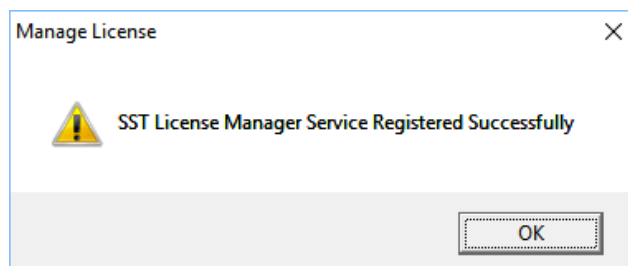 Manage License
SST License Manager Service Registered Successfully
OK